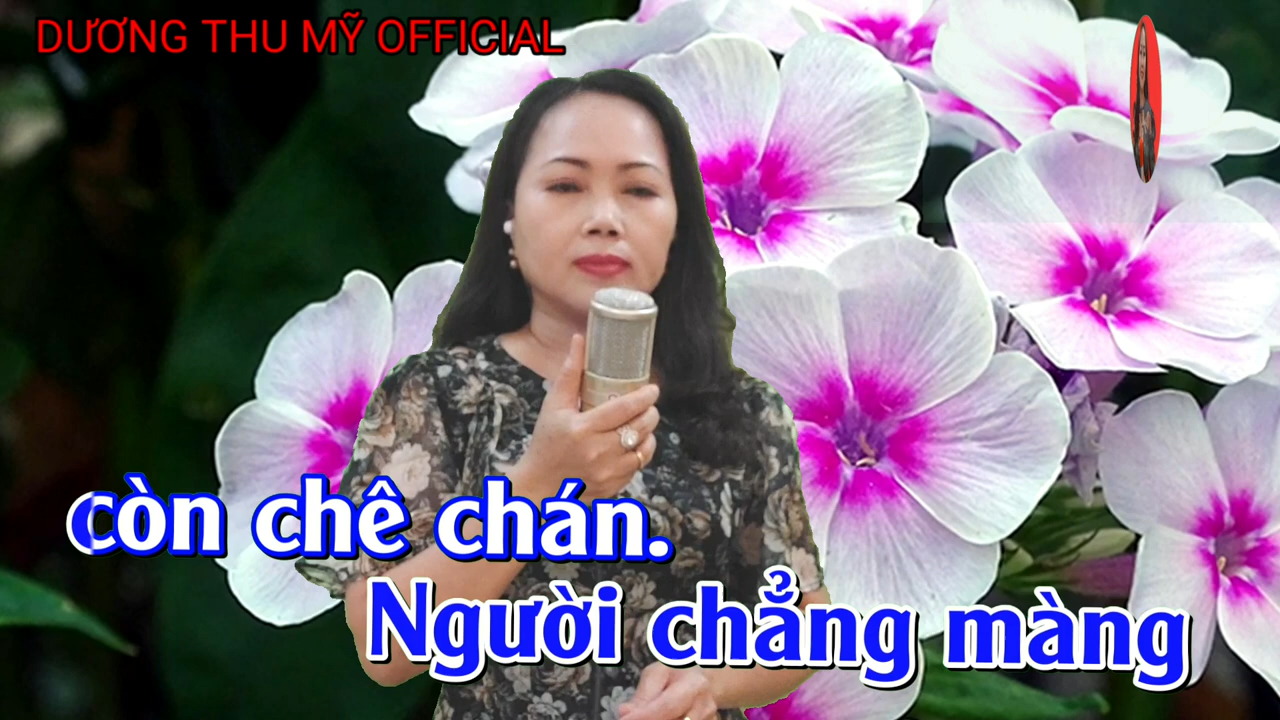 DƯƠNG THU MỸ OFFICIAL
còn chê chán.
Người chẳng màng